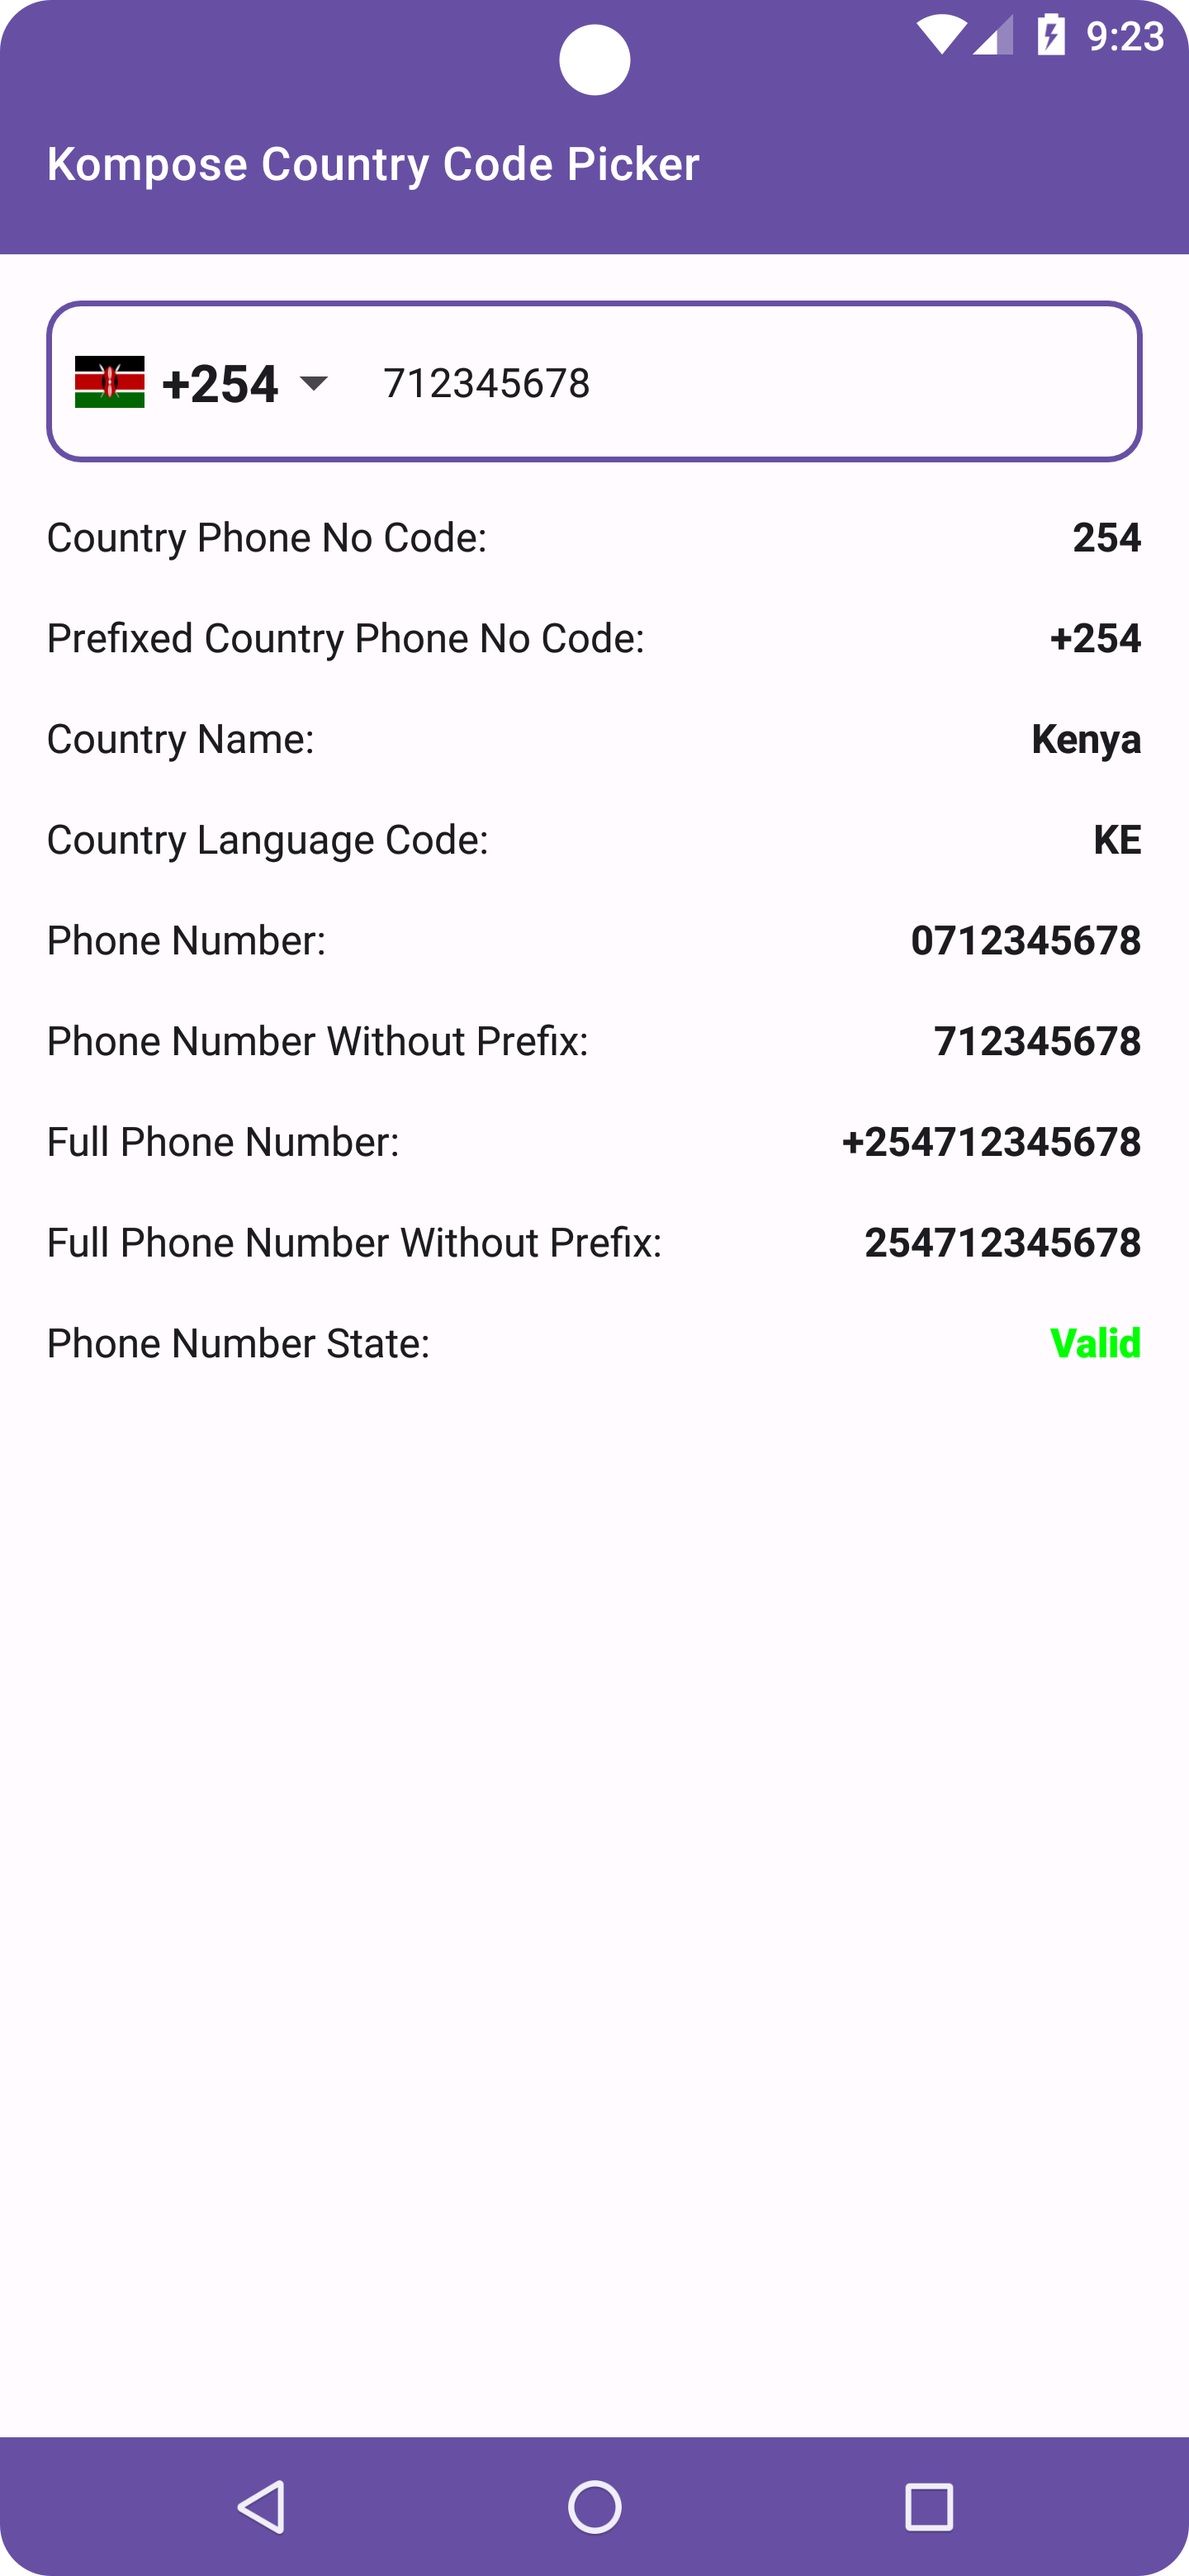 9:23
Kompose Country Code Picker
+254 712345678
Country Phone No Code: 254
Prefixed Country Phone No Code: +254
Country Name: Kenya
Country Language Code: KE
Phone Number: 0712345678
Phone Number Without Prefix: 712345678
Full Phone Number: +254712345678
Full Phone Number Without Prefix: 254712345678
Phone Number State: Valid